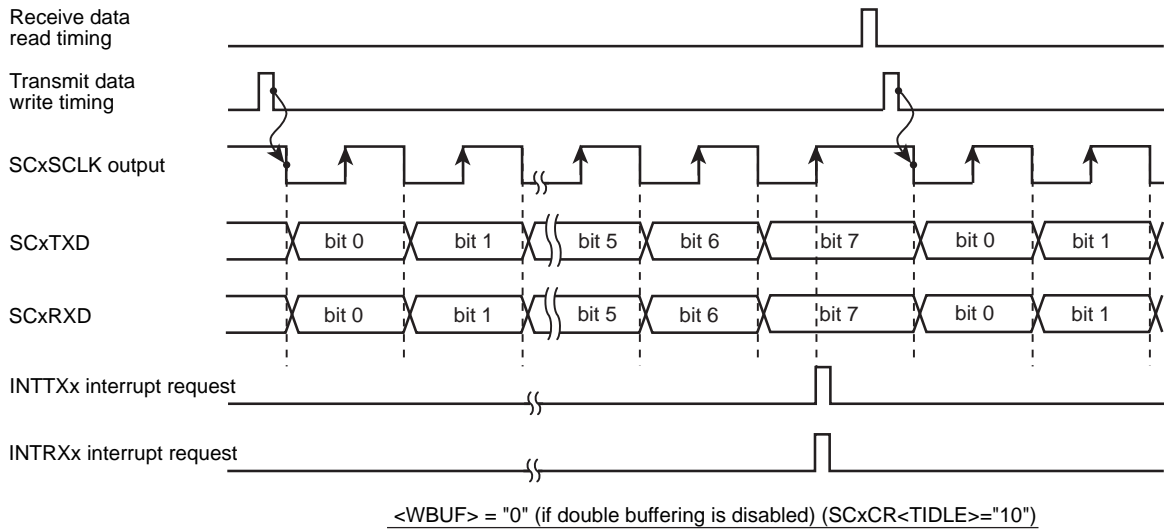 Receive data
read timing
Transmit data
write timing
SCxSCLK output
SCxTXD
bit 0
bit 1
bit 5
bit 6
bit 7
bit 0
bit 1
SCxRXD
bit 0
bit 1
bit 5
bit 6
bit 7
bit 0
bit 1
INTTXx interrupt request
INTRXx interrupt request
<WBUF> = "0" (if double buffering is disabled) (SCxCR<TIDLE>="10")